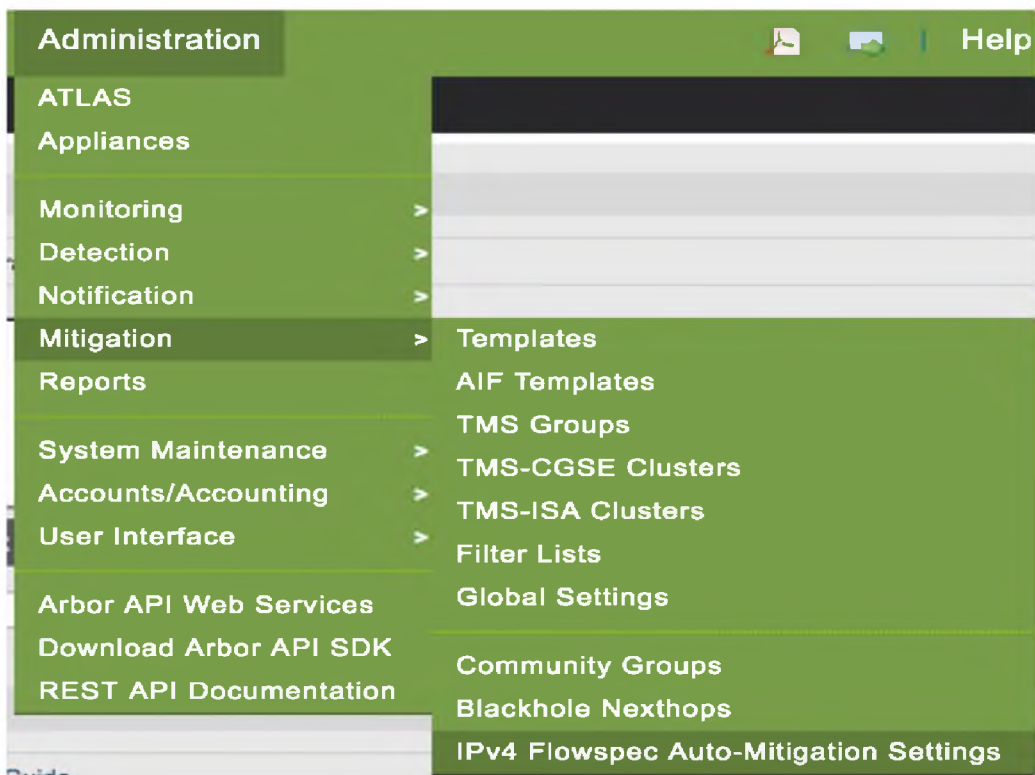 Administration
Help
ATLAS
Appliances
Monitoring >
Detection >
Notification >
Mitigation >
Reports
System Maintenance >
Accounts/Accounting >
User Interface >
Arbor API Web Services
Download Arbor API SDK
REST API Documentation
Templates
AIF Templates
TMS Groups
TMS-CGSE Clusters
TMS-ISA Clusters
Filter Lists
Global Settings
Community Groups
Blackhole Nexthops
IPv4 Flowspec Auto-Mitigation Settings